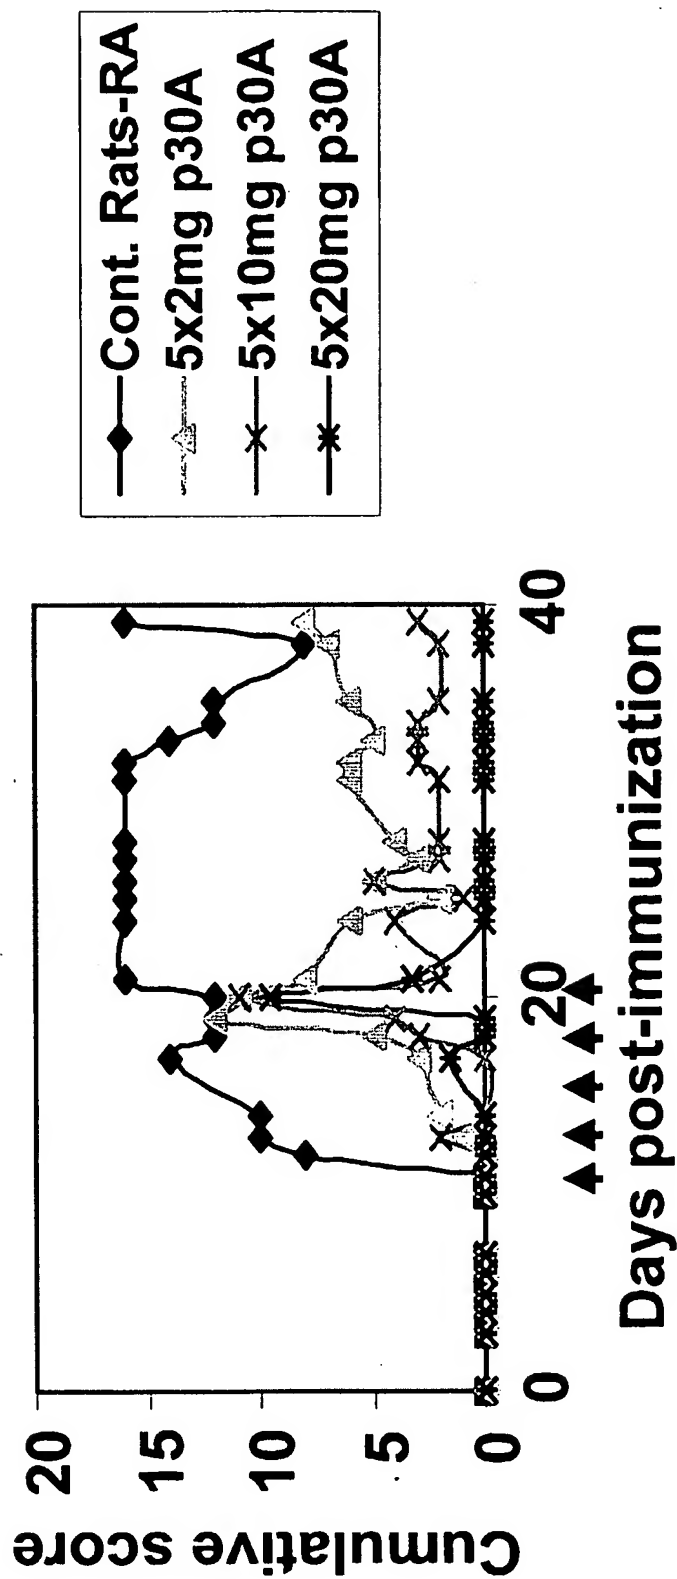 Cumulative score
20
15
10
5
0
0
20
40
Days post-immunization
Cont. Rats-RA
5x2mg p30A
5x10mg p30A
5x20mg p30A